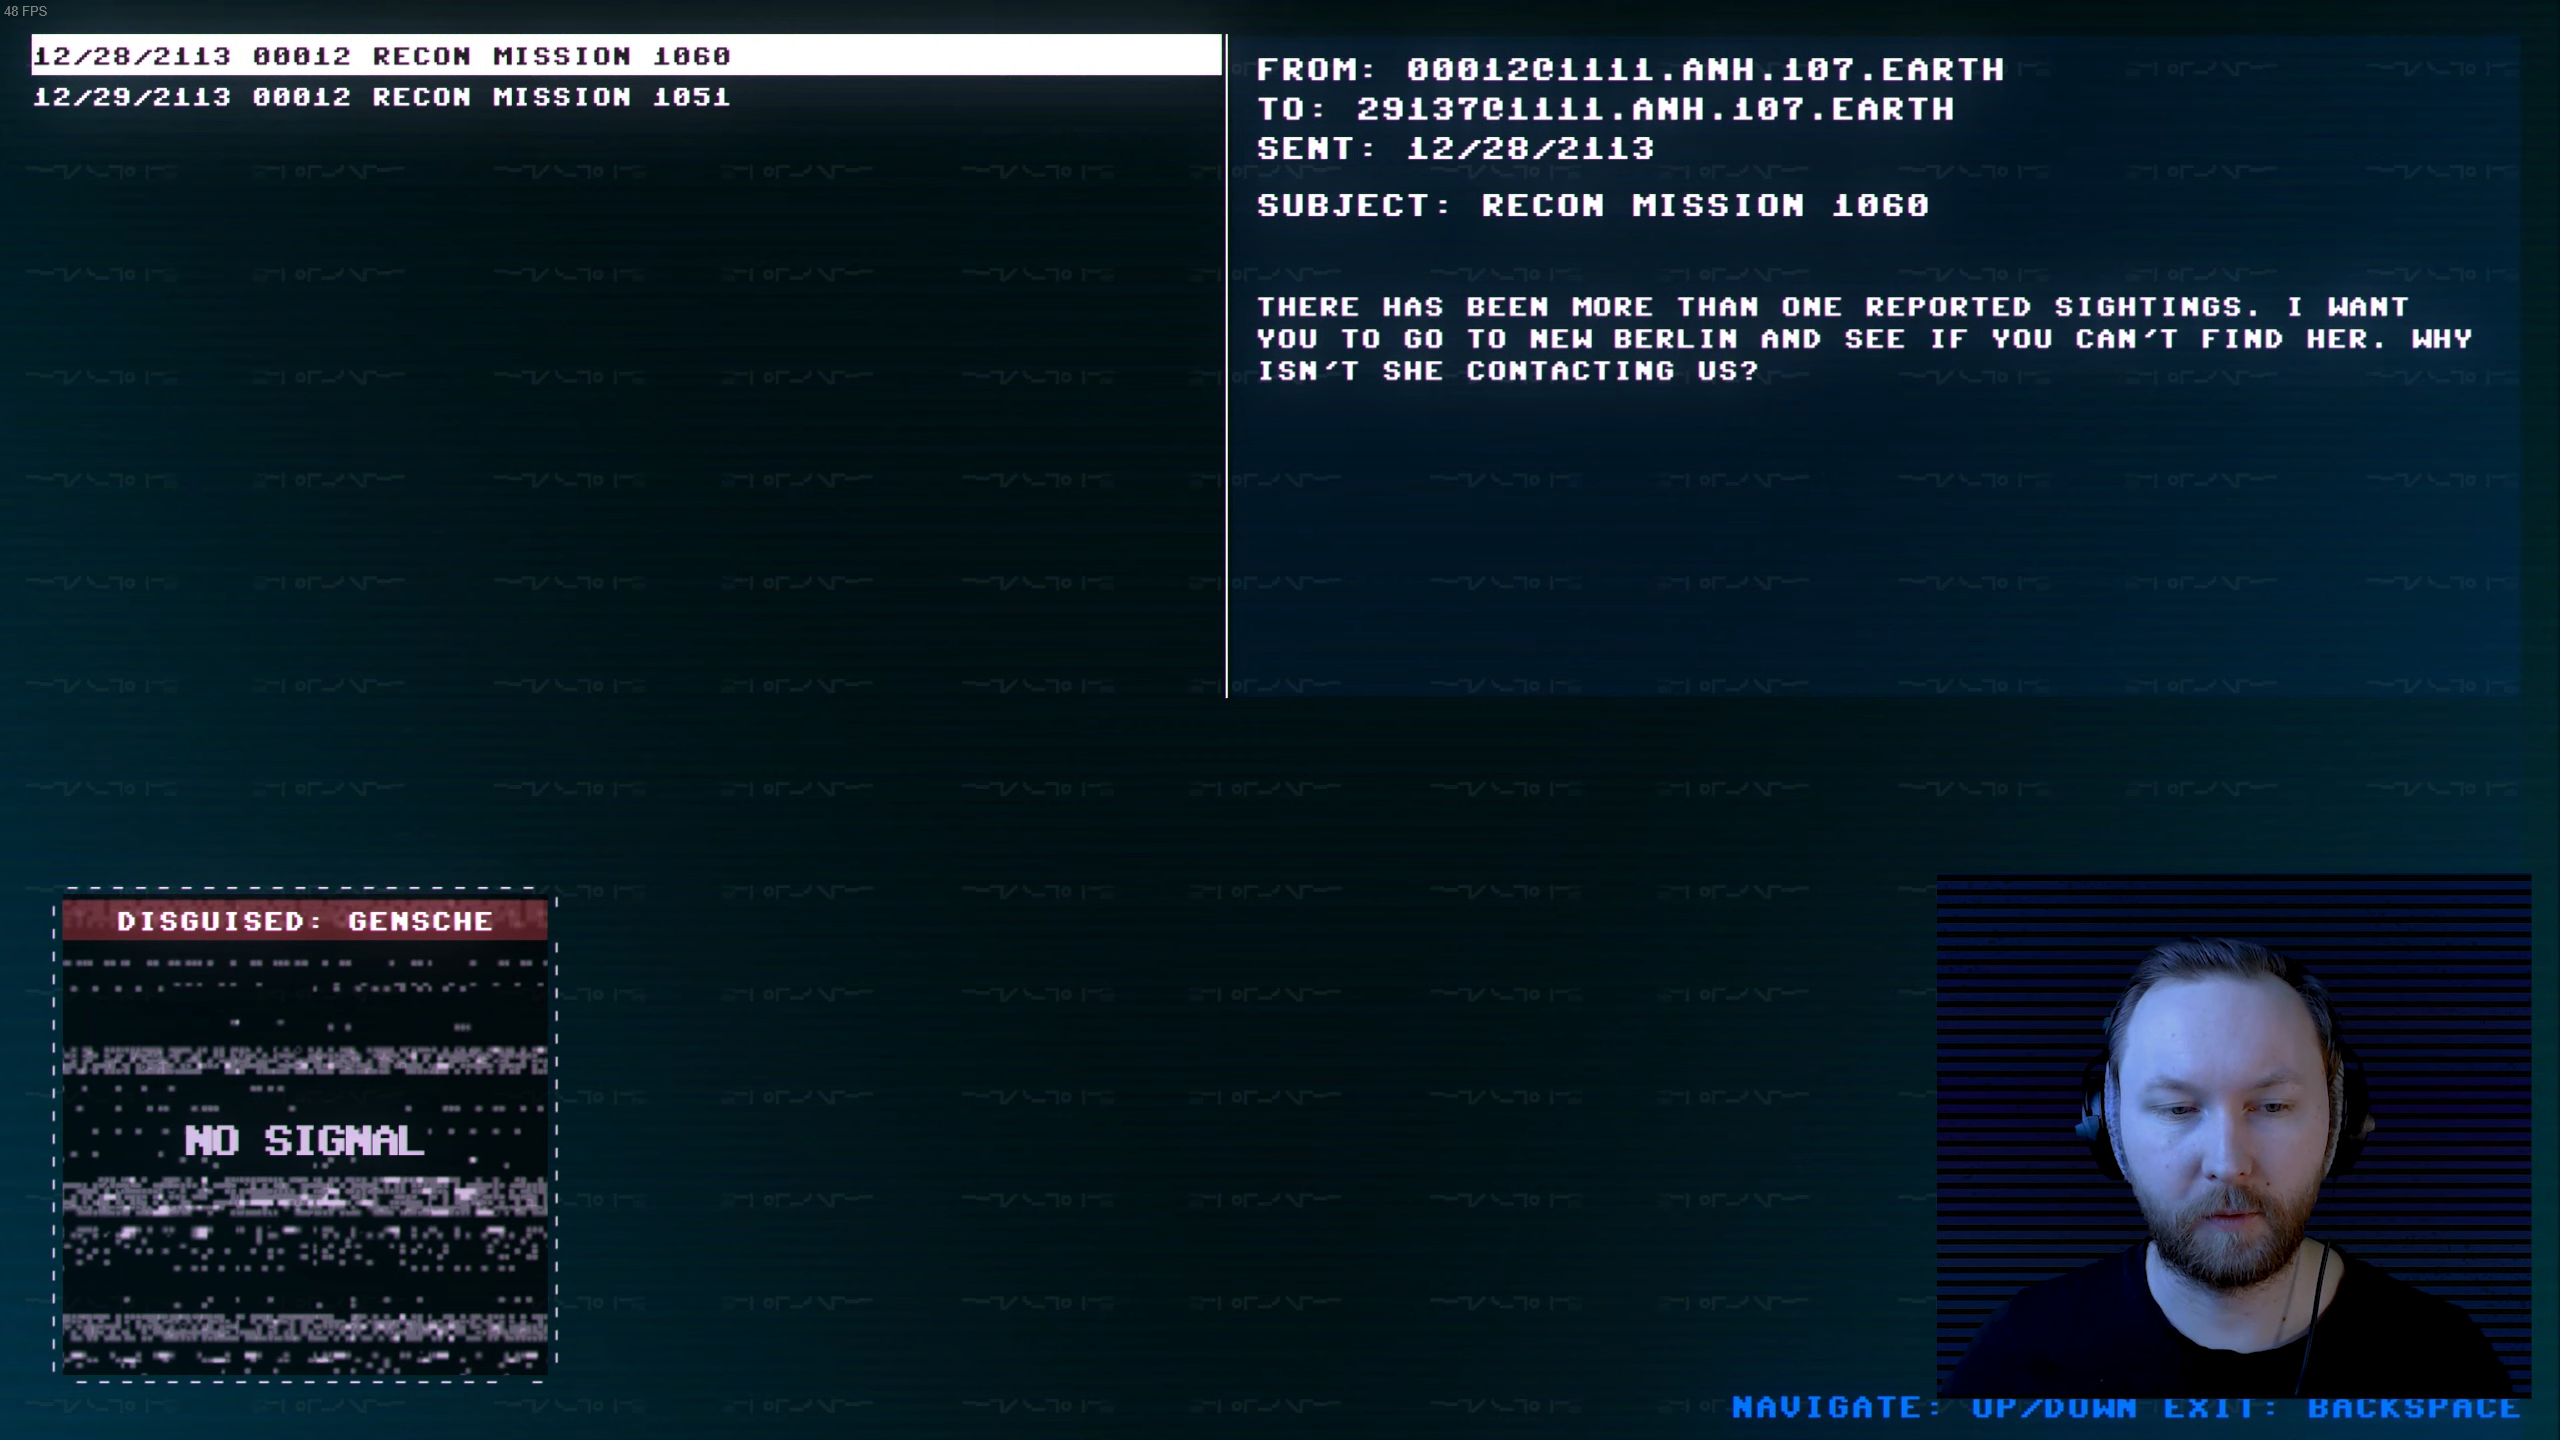 48 FPS
12/28/2113 00012 RECON MISSION 1060
12/29/2113 00012 RECON MISSION 1051
FROM: 00012@1111.ANH.107.EARTH
TO: 29137@1111.ANH.107.EARTH
SENT: 12/28/2113
SUBJECT: RECON MISSION 1060
THERE HAS BEEN MORE THAN ONE REPORTED SIGHTINGS. I WANT
YOU TO GO TO NEW BERLIN AND SEE IF YOU CAN'T FIND HER. WHY
ISN'T SHE CONTACTING US?
DISGUISED: GENSCHE
NO SIGNAL
NAVIGATE: UP/DOWN EXIT: BACKSPACE